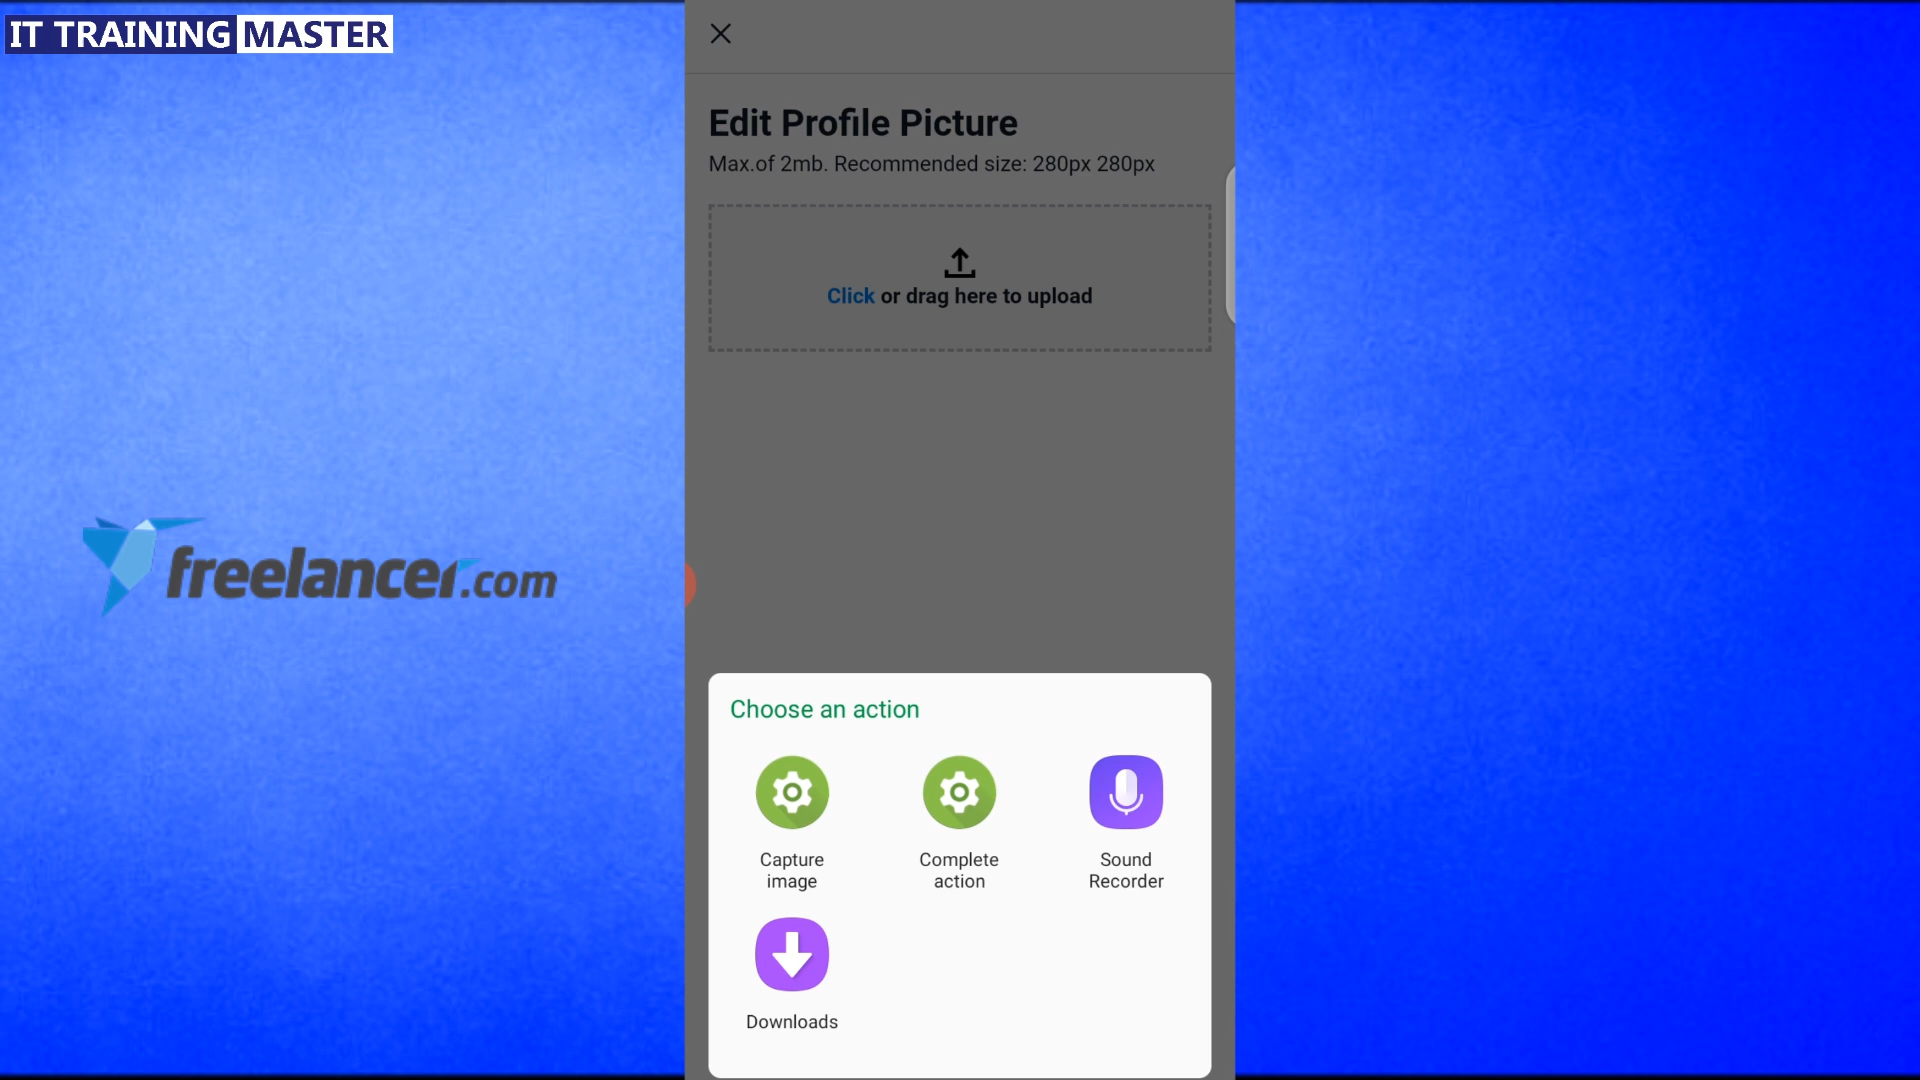 IT TRAINING MASTER
Edit Profile Picture
Max.of 2mb. Recommended size: 280px 280px
Click or drag here to upload
freelancer.com
Choose an action
Capture
image
Complete
action
Sound
Recorder
Downloads